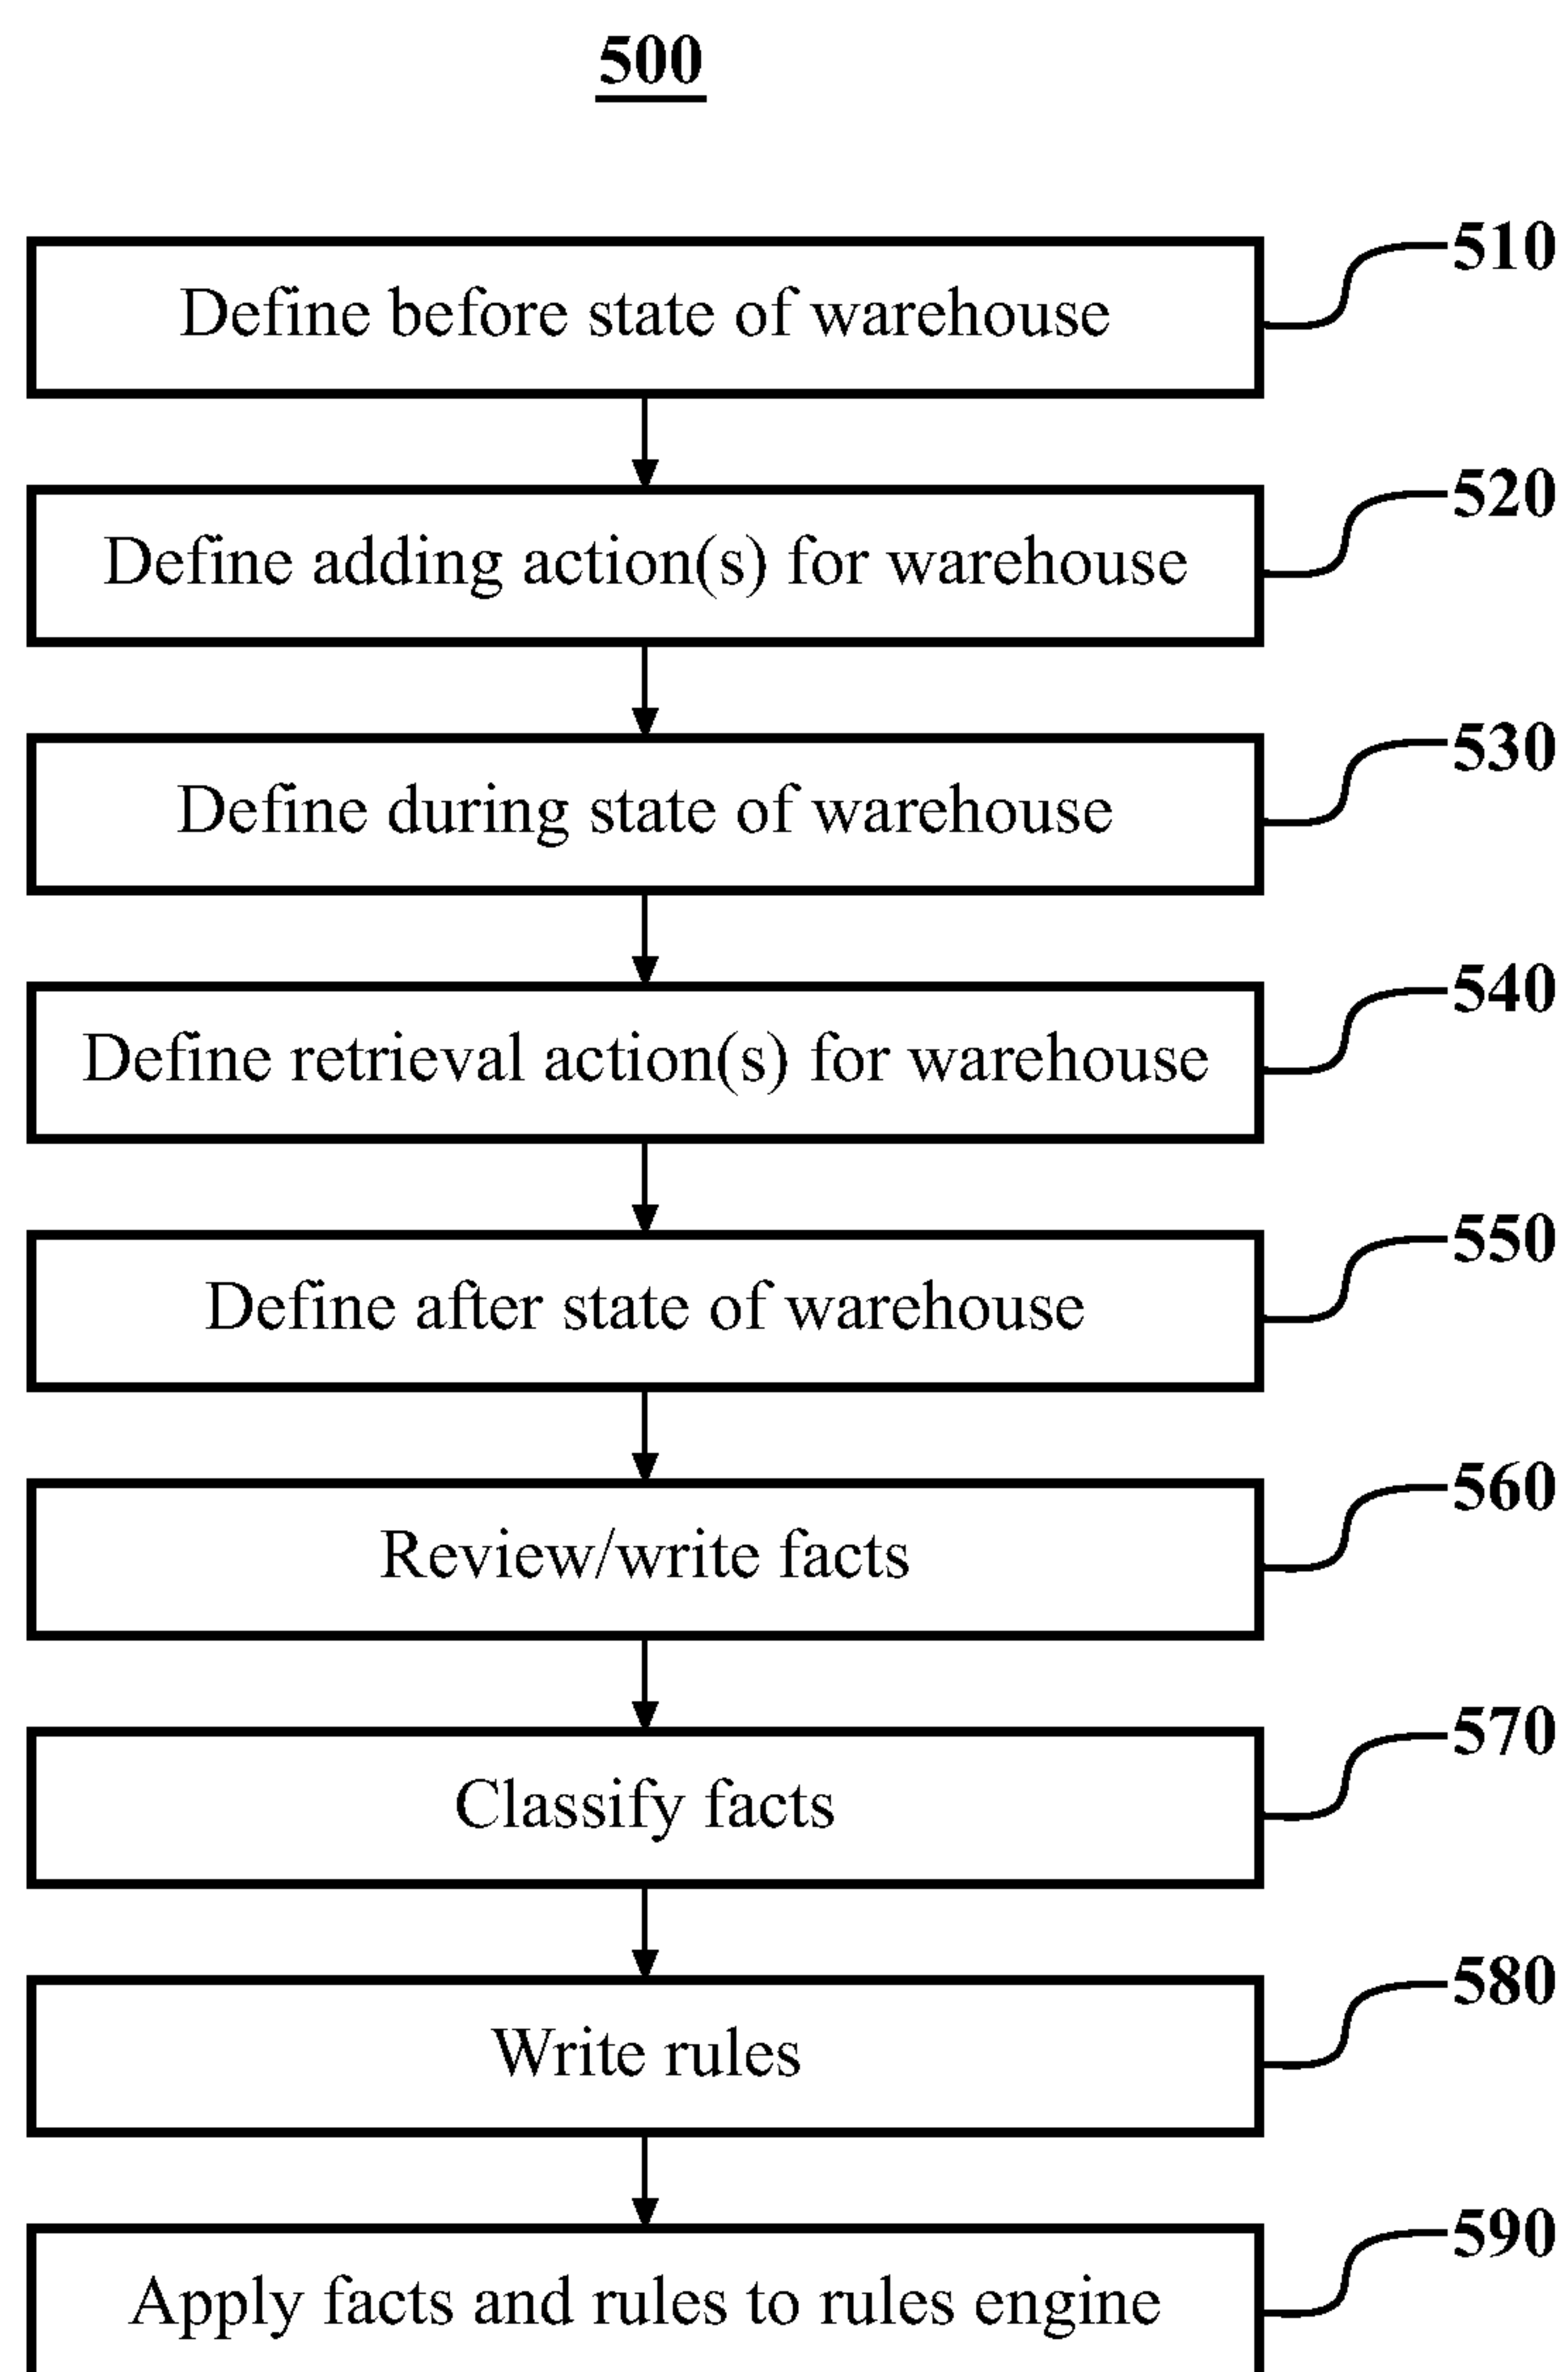 500
Define before state of warehouse
510
Define adding action(s) for warehouse
520
Define during state of warehouse
530
Define retrieval action(s) for warehouse
540
Define after state of warehouse
550
Review/write facts
560
Classify facts
570
Write rules
580
Apply facts and rules to rules engine
590